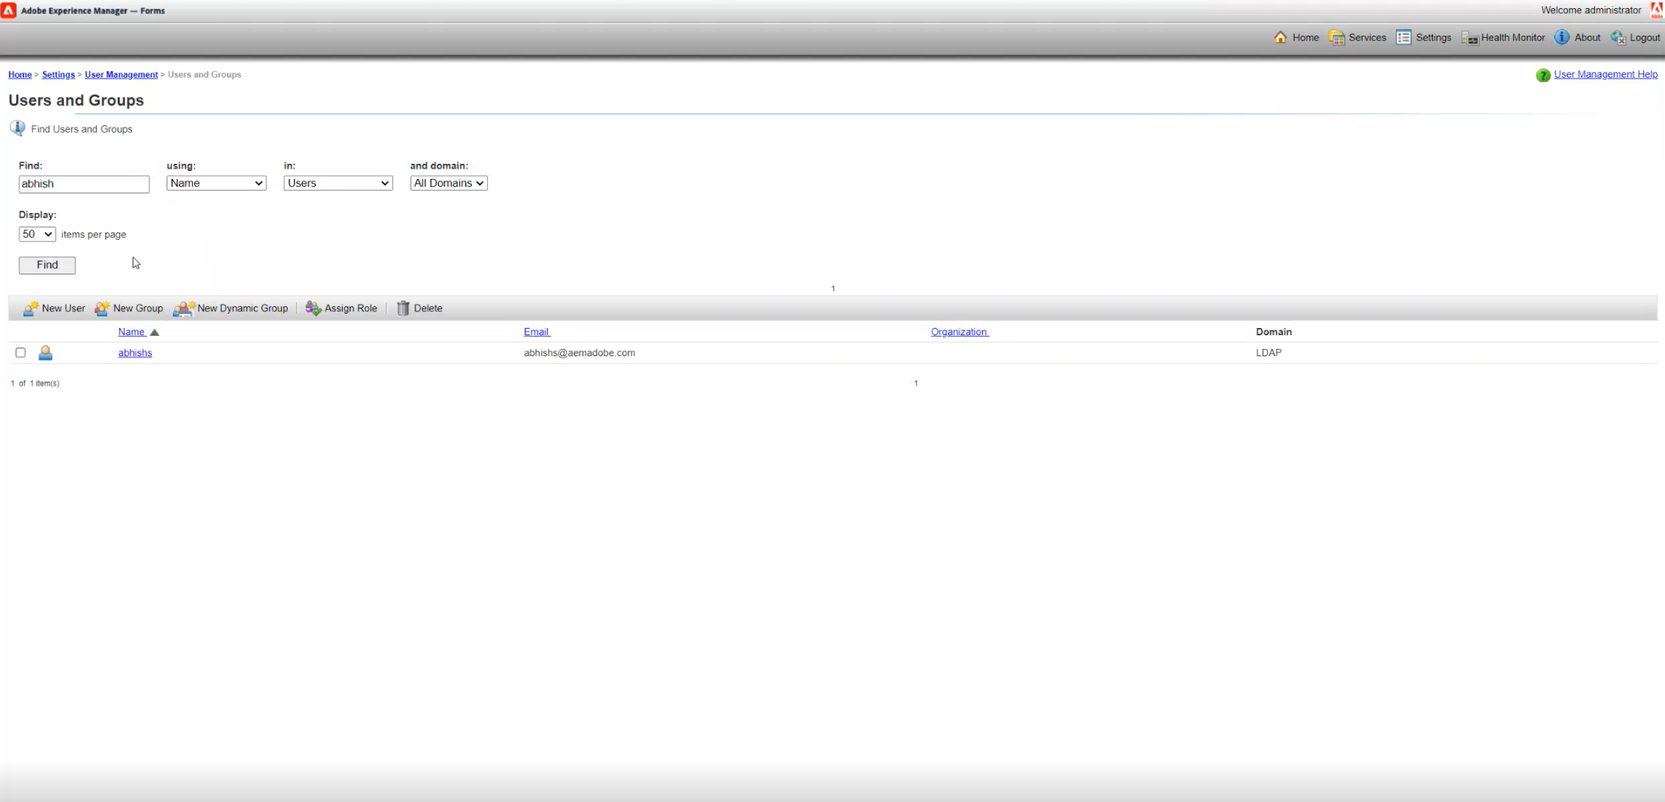 Adobe Experience Manager — Forms
Welcome administrator
Home Services Settings Health Monitor About Logout
Home > Settings > User Management > Users and Groups
User Management Help
Users and Groups
Find Users and Groups
Find: using: in: and domain:
abhish Name Users All Domains
Display:
50 items per page
Find
1
New User New Group New Dynamic Group Assign Role Delete
Name Email Organization Domain
abhishs abhishs@aemadobe.com LDAP
1 of 1 item(s) 1